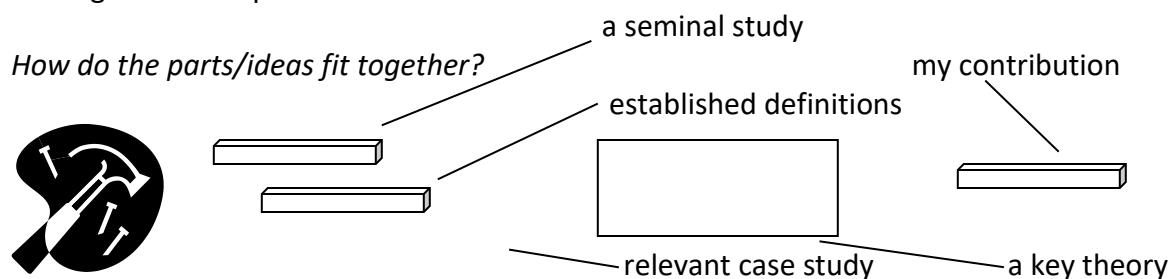 a seminal study
How do the parts/ideas fit together?
my contribution
established definitions
relevant case study
a key theory